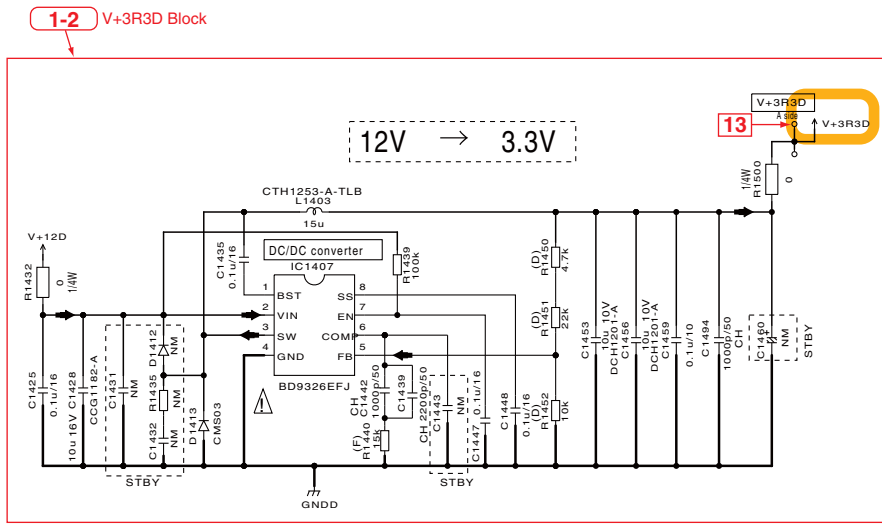 1-2 V+3R3D Block
V+3R3D
A side
13
V+3R3D
12V → 3.3V
1/4W
R1500
0
CTH1253-A-TLB
L1403
15u
V+12D
R1432
0
1/4W
C1435
0.1u/16
DC/DC converter
IC1407
R1439
100k
1 BST
2 VIN
3 SW
4 GND
SS 8
EN 7
COMP 6
FB 5
BD9326EFJ
(D)
R1450
4.7k
(D)
R1451
22k
(D)
R1452
10k
C1425
0.1u/16
C1428
10u 16V
CCG1182-A
C1431
NM
D1412
NM
R1435
NM
C1432
NM
STBY
D1413
CMS03
CH
C1442
1000p/50
C1439
CH 2200p/50
(F)
R1440
15k
C1443
NM
STBY
C1447
0.1u/16
C1448
0.1u/16
C1453
10u 10V
DCH1201-A
C1456
10u 10V
DCH1201-A
C1459
0.1u/10
C1494
1000p/50
CH
C1460
+
NM
STBY
GNDD